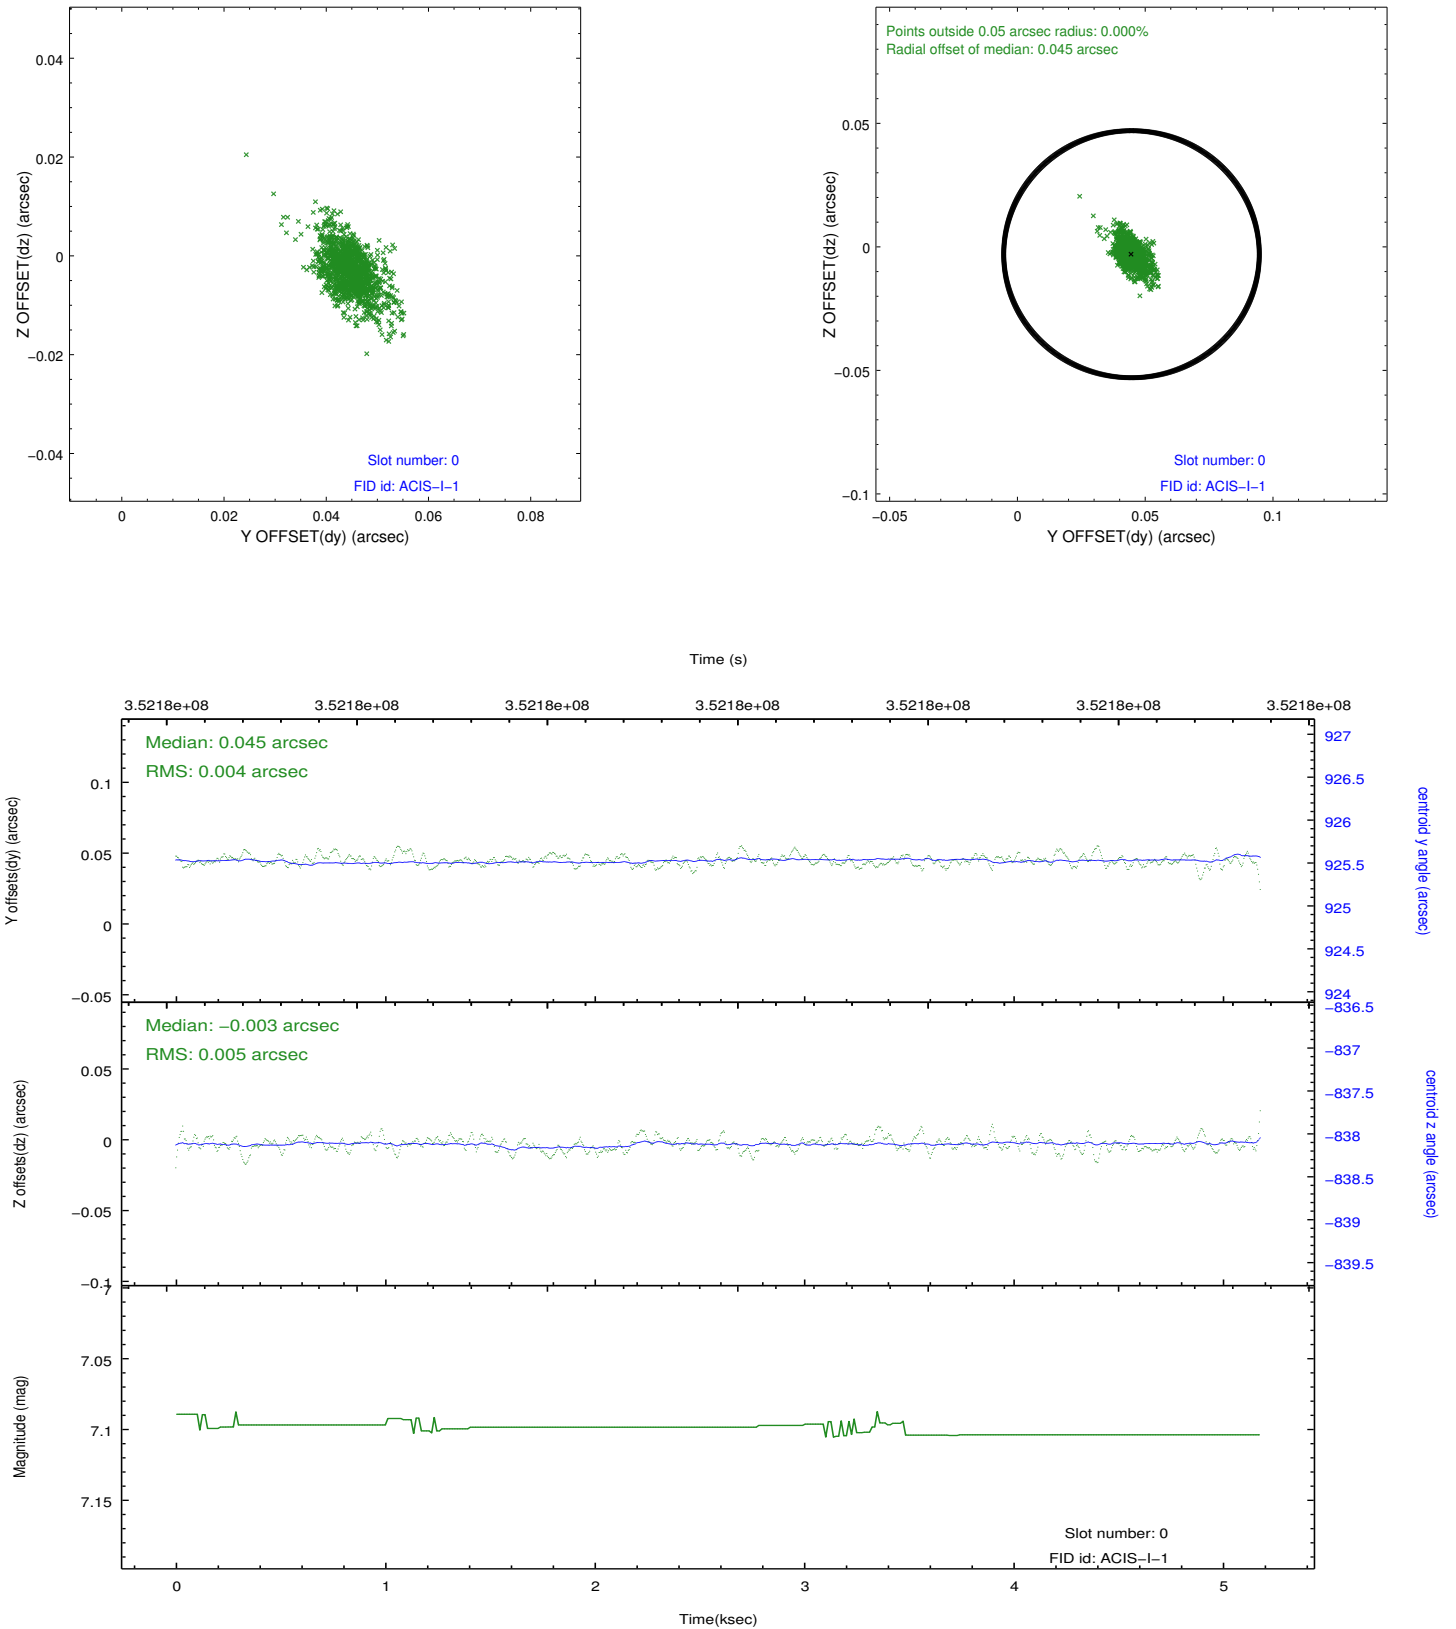 0.04
0.02
0
−0.02
−0.04
Z OFFSET(dz) (arcsec)
Slot number: 0
FID id: ACIS−I−1
0
0.02
0.04
0.06
0.08
Y OFFSET(dy) (arcsec)
Points outside 0.05 arcsec radius: 0.000%
Radial offset of median: 0.045 arcsec
0.05
0
−0.05
−0.1
Z OFFSET(dz) (arcsec)
Slot number: 0
FID id: ACIS−I−1
−0.05
0
0.05
0.1
Y OFFSET(dy) (arcsec)
Time (s)
3.5218e+08
3.5218e+08
3.5218e+08
3.5218e+08
3.5218e+08
3.5218e+08
3.5218e+08
Median: 0.045 arcsec
RMS: 0.004 arcsec
0.1
0.05
0
−0.05
Y offsets(dy) (arcsec)
927
926.5
926
925.5
925
924.5
924
centroid y angle (arcsec)
Median: −0.003 arcsec
RMS: 0.005 arcsec
0.05
0
−0.05
−0.1
Z offsets(dz) (arcsec)
−836.5
−837
−837.5
−838
−838.5
−839
−839.5
centroid z angle (arcsec)
7
7.05
7.1
7.15
Magnitude (mag)
Slot number: 0
FID id: ACIS−I−1
0
1
2
3
4
5
Time(ksec)